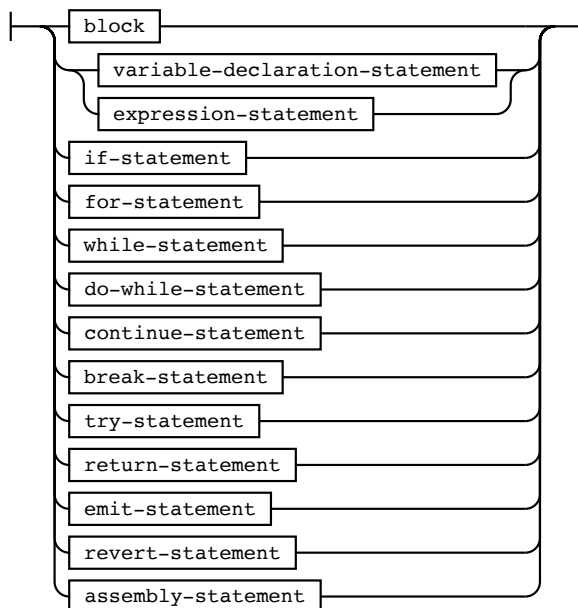 block
variable-declaration-statement
expression-statement
if-statement
for-statement
while-statement
do-while-statement
continue-statement
break-statement
try-statement
return-statement
emit-statement
revert-statement
assembly-statement